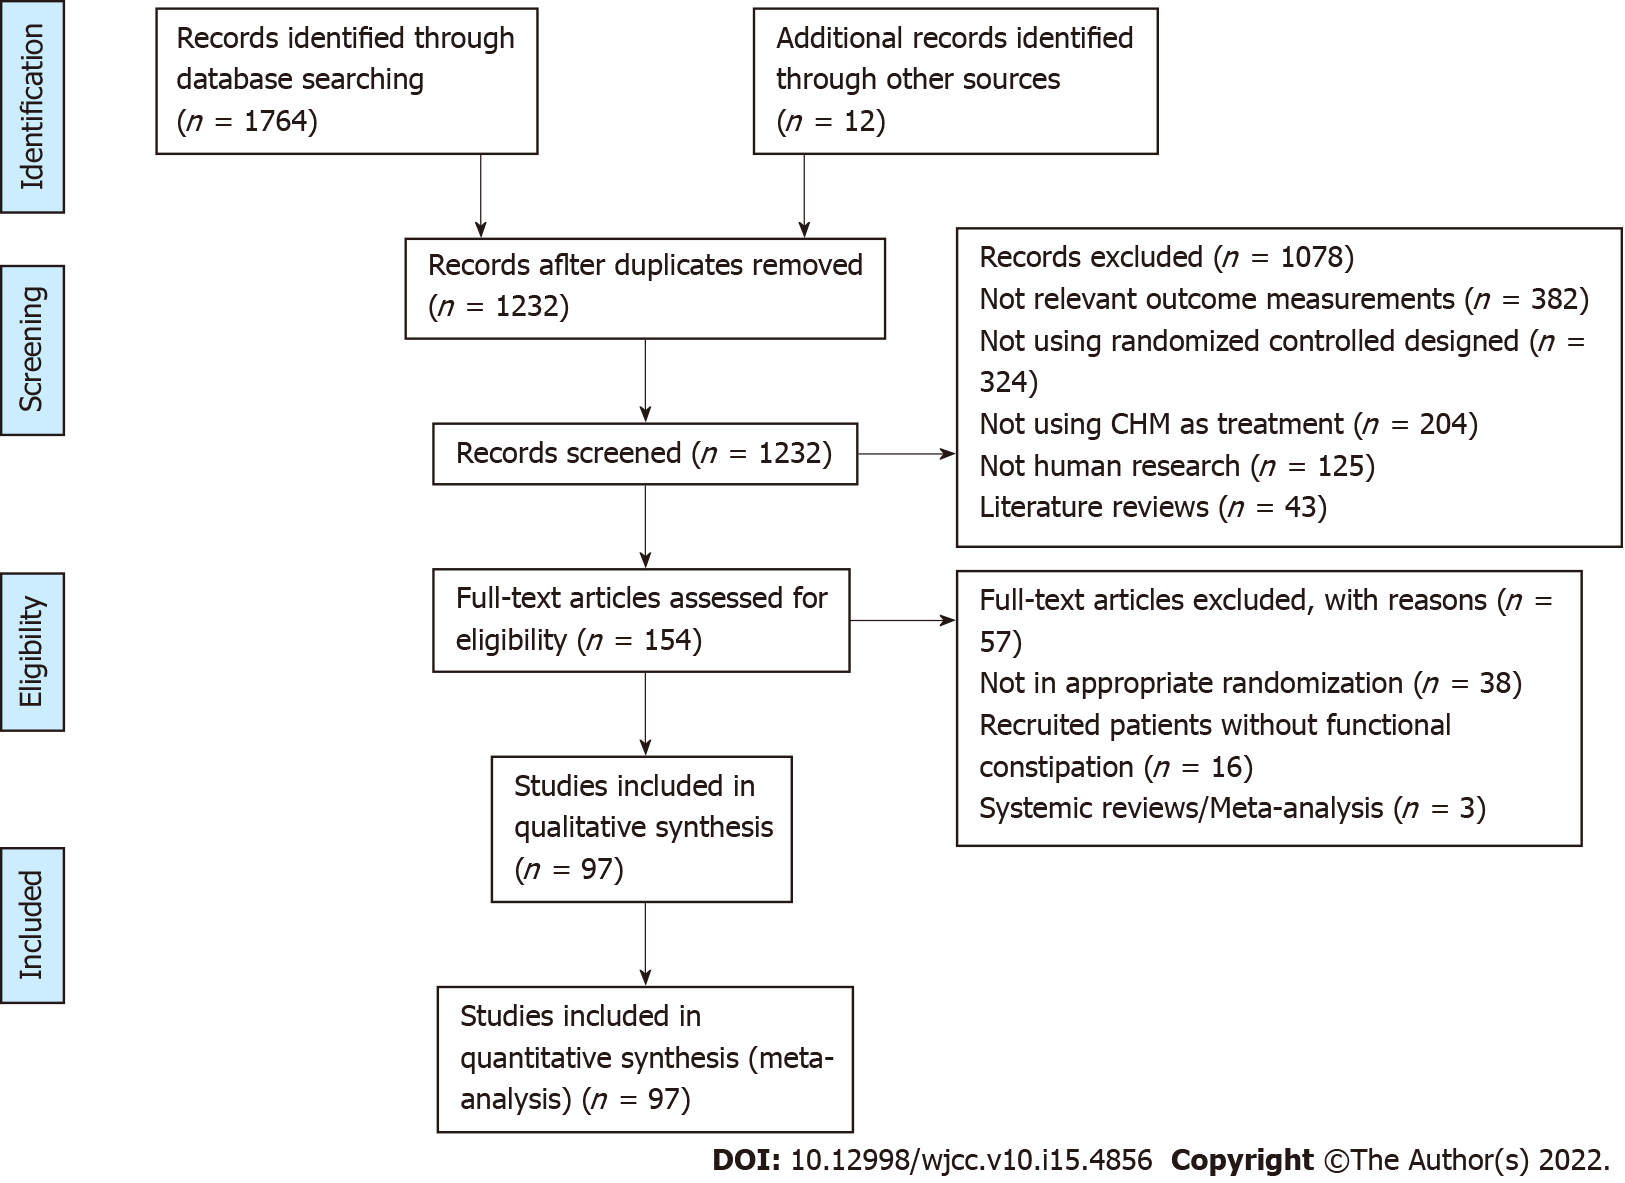 Identification
Records identified through
database searching
(n = 1764)
Additional records identified
through other sources
(n = 12)
Screening
Records aflter duplicates removed
(n = 1232)
Records screened (n = 1232)
Records excluded (n = 1078)
Not relevant outcome measurements (n = 382)
Not using randomized controlled designed (n =
324)
Not using CHM as treatment (n = 204)
Not human research (n = 125)
Literature reviews (n = 43)
Eligibility
Full-text articles assessed for
eligibility (n = 154)
Full-text articles excluded, with reasons (n =
57)
Not in appropriate randomization (n = 38)
Recruited patients without functional
constipation (n = 16)
Systemic reviews/Meta-analysis (n = 3)
Included
Studies included in
qualitative synthesis
(n = 97)
Studies included in
quantitative synthesis (meta-
analysis) (n = 97)
DOI: 10.12998/wjcc.v10.i15.4856 Copyright ©The Author(s) 2022.